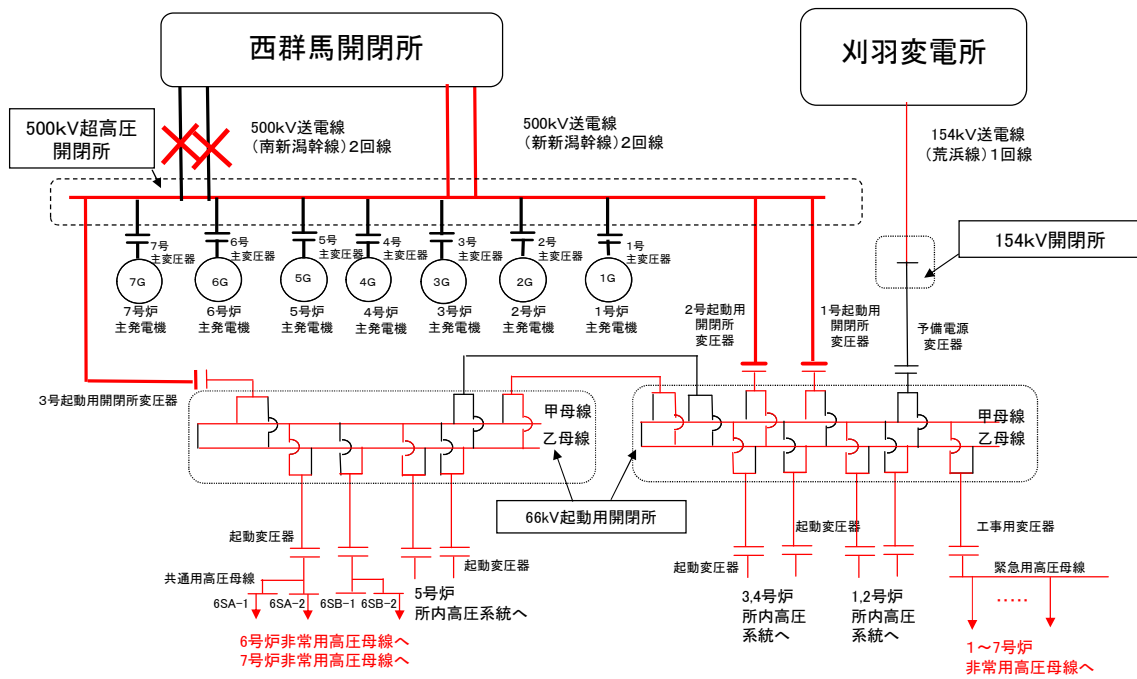 西群馬開閉所
刈羽変電所
500kV超高圧
開閉所
500kV送電線
(南新潟幹線)2回線
500kV送電線
(新新潟幹線)2回線
154kV送電線
(荒浜線)1回線
154kV開閉所
7号
主変圧器
6号
主変圧器
5号
主変圧器
4号
主変圧器
3号
主変圧器
2号
主変圧器
1号
主変圧器
7G
6G
5G
4G
3G
2G
1G
7号炉
主発電機
6号炉
主発電機
5号炉
主発電機
4号炉
主発電機
3号炉
主発電機
2号炉
主発電機
1号炉
主発電機
2号起動用
開閉所
変圧器
1号起動用
開閉所
変圧器
予備電源
変圧器
3号起動用開閉所変圧器
甲母線
乙母線
甲母線
乙母線
66kV起動用開閉所
起動変圧器
起動変圧器
起動変圧器
起動変圧器
工事用変圧器
共通用高圧母線
6SA-1
6SA-2
6SB-1
6SB-2
5号炉
所内高圧系統へ
3,4号炉
所内高圧
系統へ
1,2号炉
所内高圧
系統へ
緊急用高圧母線
・・・・・
6号炉非常用高圧母線へ
7号炉非常用高圧母線へ
1~7号炉
非常用高圧母線へ